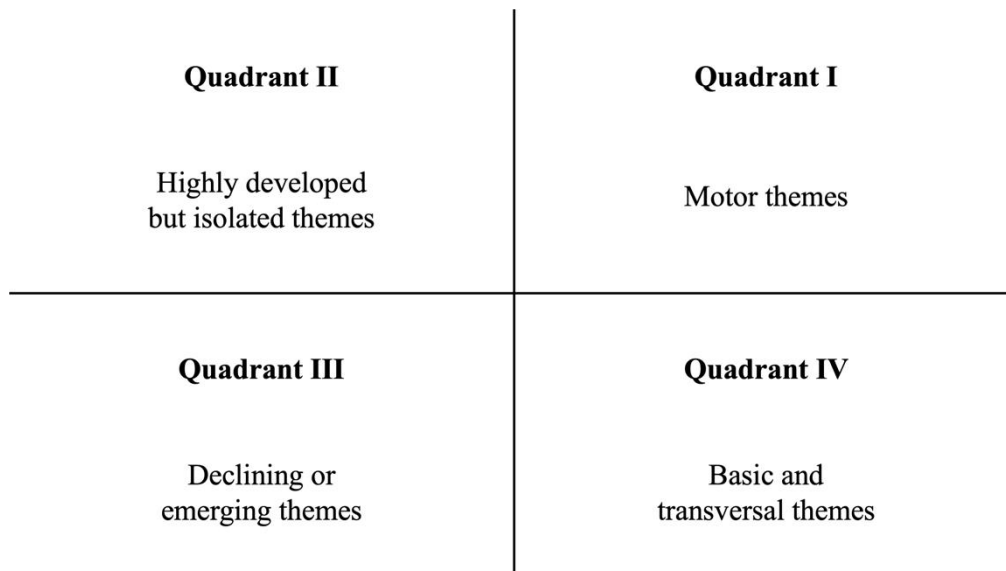 Quadrant II
Highly developed
but isolated themes
Quadrant I
Motor themes
Quadrant III
Declining or
emerging themes
Quadrant IV
Basic and
transversal themes